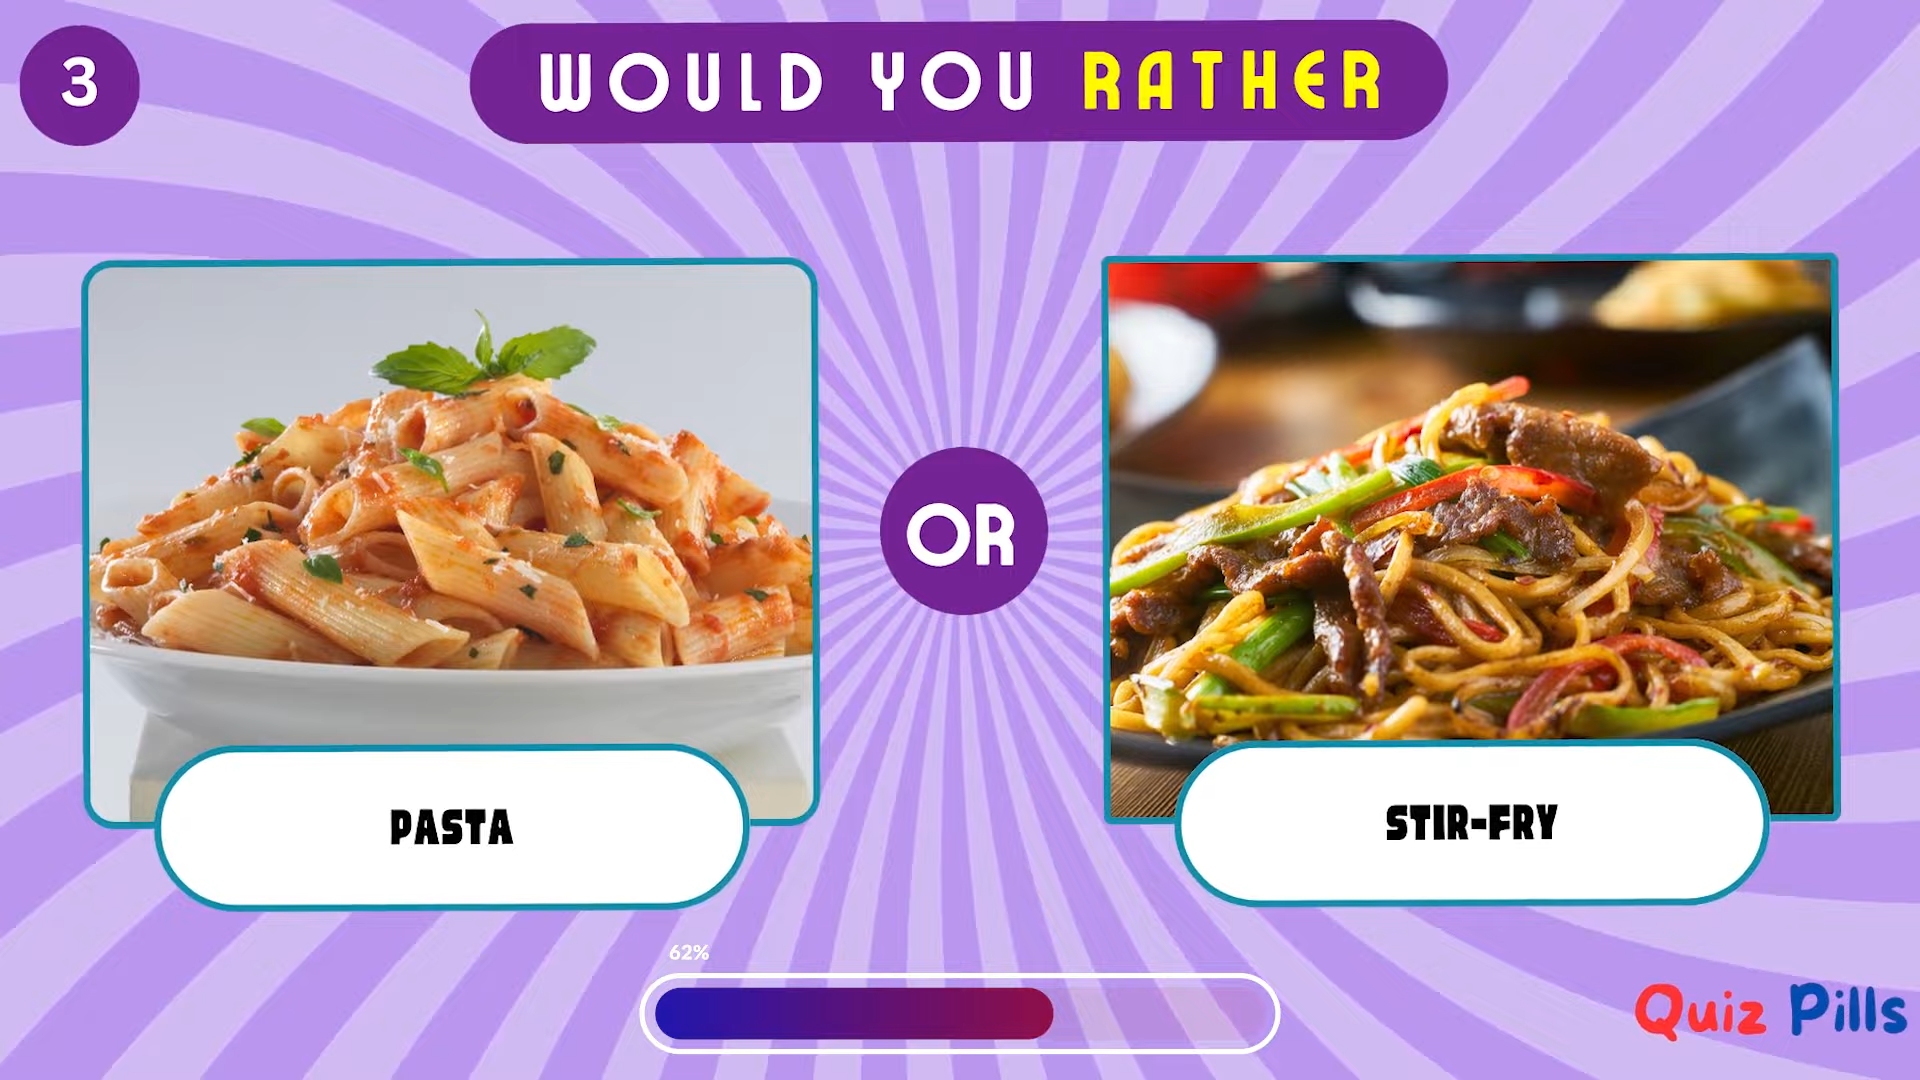 3
WOULD YOU RATHER
OR
PASTA
STIR-FRY
62%
Quiz Pills